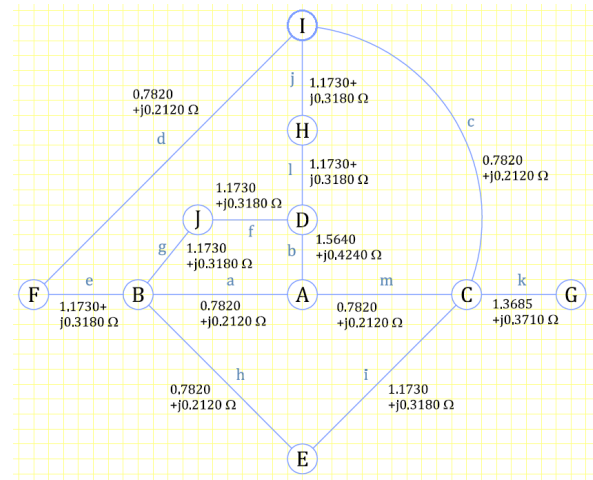 I
0.7820
+j0.2120 Ω
d
j
1.1730+
j0.3180 Ω
c
H
l
1.1730+
j0.3180 Ω
0.7820
+j0.2120 Ω
1.1730
+j0.3180 Ω
J
f
D
g
1.1730
+j0.3180 Ω
b
1.5640
+j0.4240 Ω
F
e
1,1730+
j0.3180 Ω
B
a
0.7820
+j0.2120 Ω
A
m
0.7820
+j0.2120 Ω
C
k
1.3685
+j0.3710 Ω
G
h
0.7820
+j0.2120 Ω
i
1.1730
+j0.3180 Ω
E